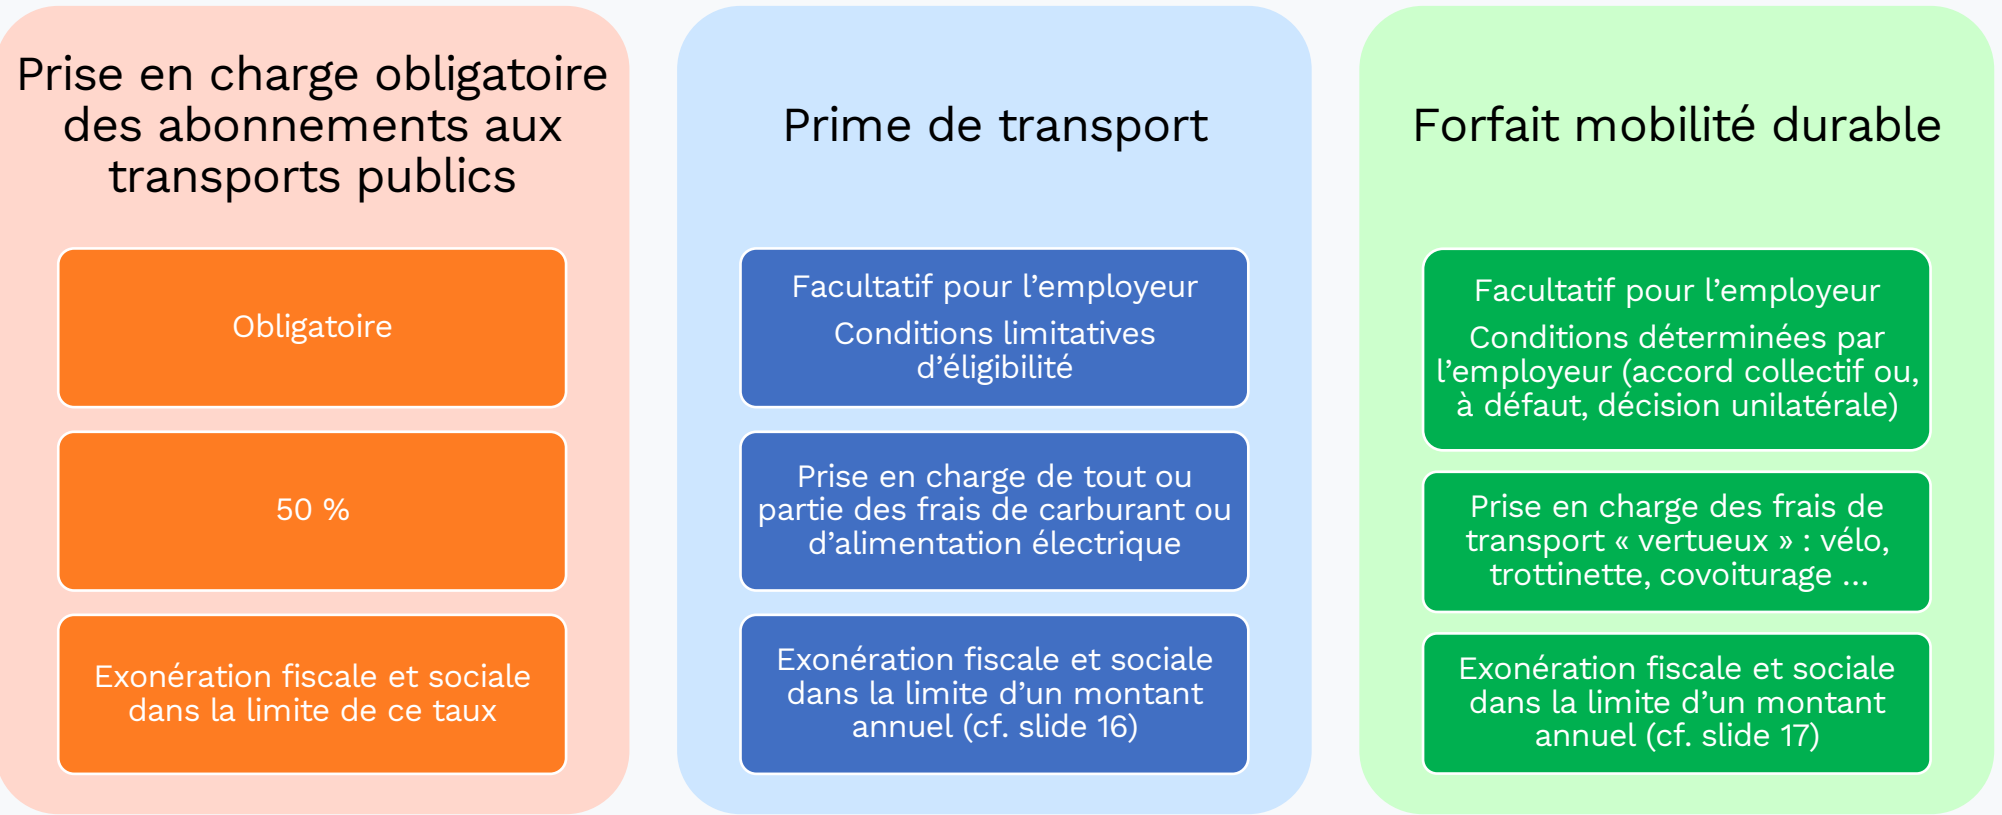 Prise en charge obligatoire
des abonnements aux
transports publics
Obligatoire
50 %
Exonération fiscale et sociale
dans la limite de ce taux
Prime de transport
Facultatif pour l’employeur
Conditions limitatives
d’éligibilité
Prise en charge de tout ou
partie des frais de carburant ou
d’alimentation électrique
Exonération fiscale et sociale
dans la limite d’un montant
annuel (cf. slide 16)
Forfait mobilité durable
Facultatif pour l’employeur
Conditions déterminées par
l’employeur (accord collectif ou,
à défaut, décision unilatérale)
Prise en charge des frais de
transport « vertueux » : vélo,
trottinette, covoiturage …
Exonération fiscale et sociale
dans la limite d’un montant
annuel (cf. slide 17)